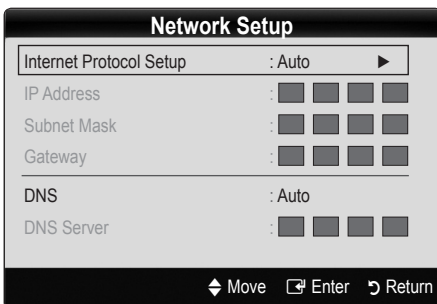 Network Setup
Internet Protocol Setup : Auto ►
IP Address :
Subnet Mask :
Gateway :
DNS : Auto
DNS Server :
Move Enter Return